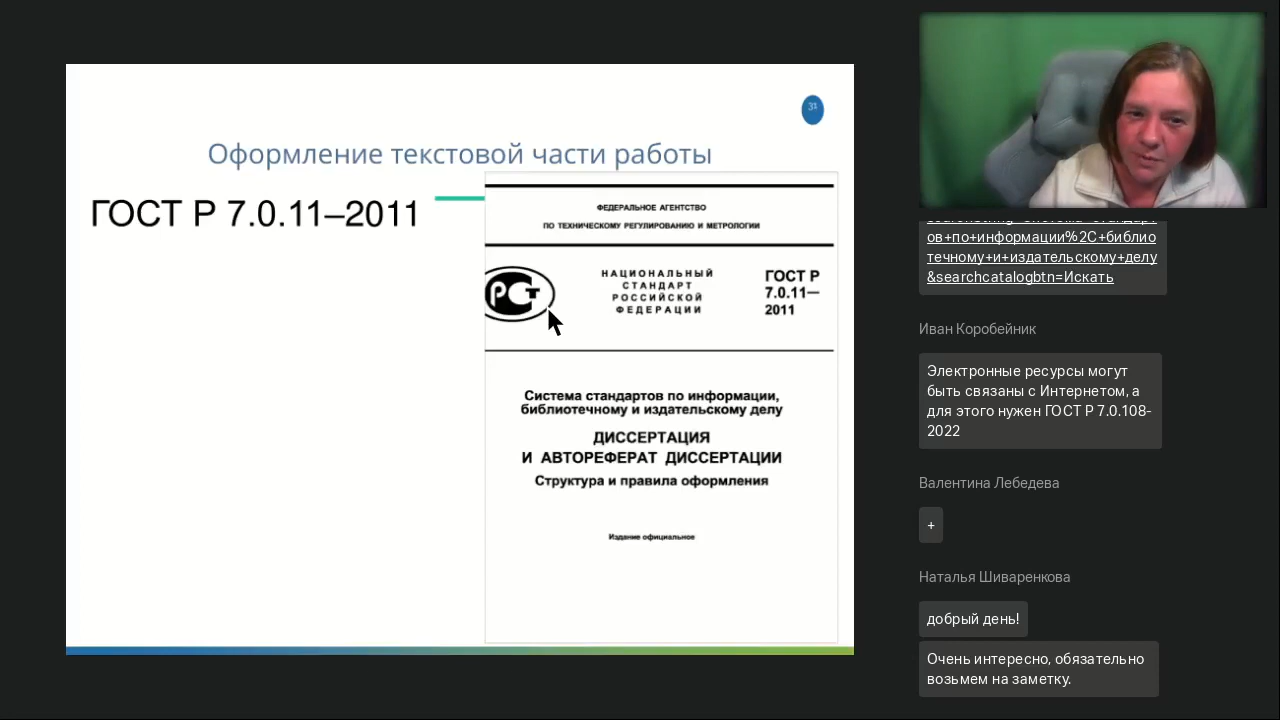 31
Оформление текстовой части работы
ГОСТ Р 7.0.11–2011
ФЕДЕРАЛЬНОЕ АГЕНТСТВО
ПО ТЕХНИЧЕСКОМУ РЕГУЛИРОВАНИЮ И МЕТРОЛОГИИ
НАЦИОНАЛЬНЫЙ
СТАНДАРТ
РОССИЙСКОЙ
ФЕДЕРАЦИИ
ГОСТ Р
7.0.11—
2011
Система стандартов по информации,
библиотечному и издательскому делу
ДИССЕРТАЦИЯ
И АВТОРЕФЕРАТ ДИССЕРТАЦИИ
Структура и правила оформления
Издание официальное
ов+по+информации%2C+библио
течному+и+издательскому+делу
&searchcatalogbtn=Искать
Иван Коробейник
Электронные ресурсы могут
быть связаны с Интернетом, а
для этого нужен ГОСТ Р 7.0.108-
2022
Валентина Лебедева
+
Наталья Шиваренкова
добрый день!
Очень интересно, обязательно
возьмем на заметку.